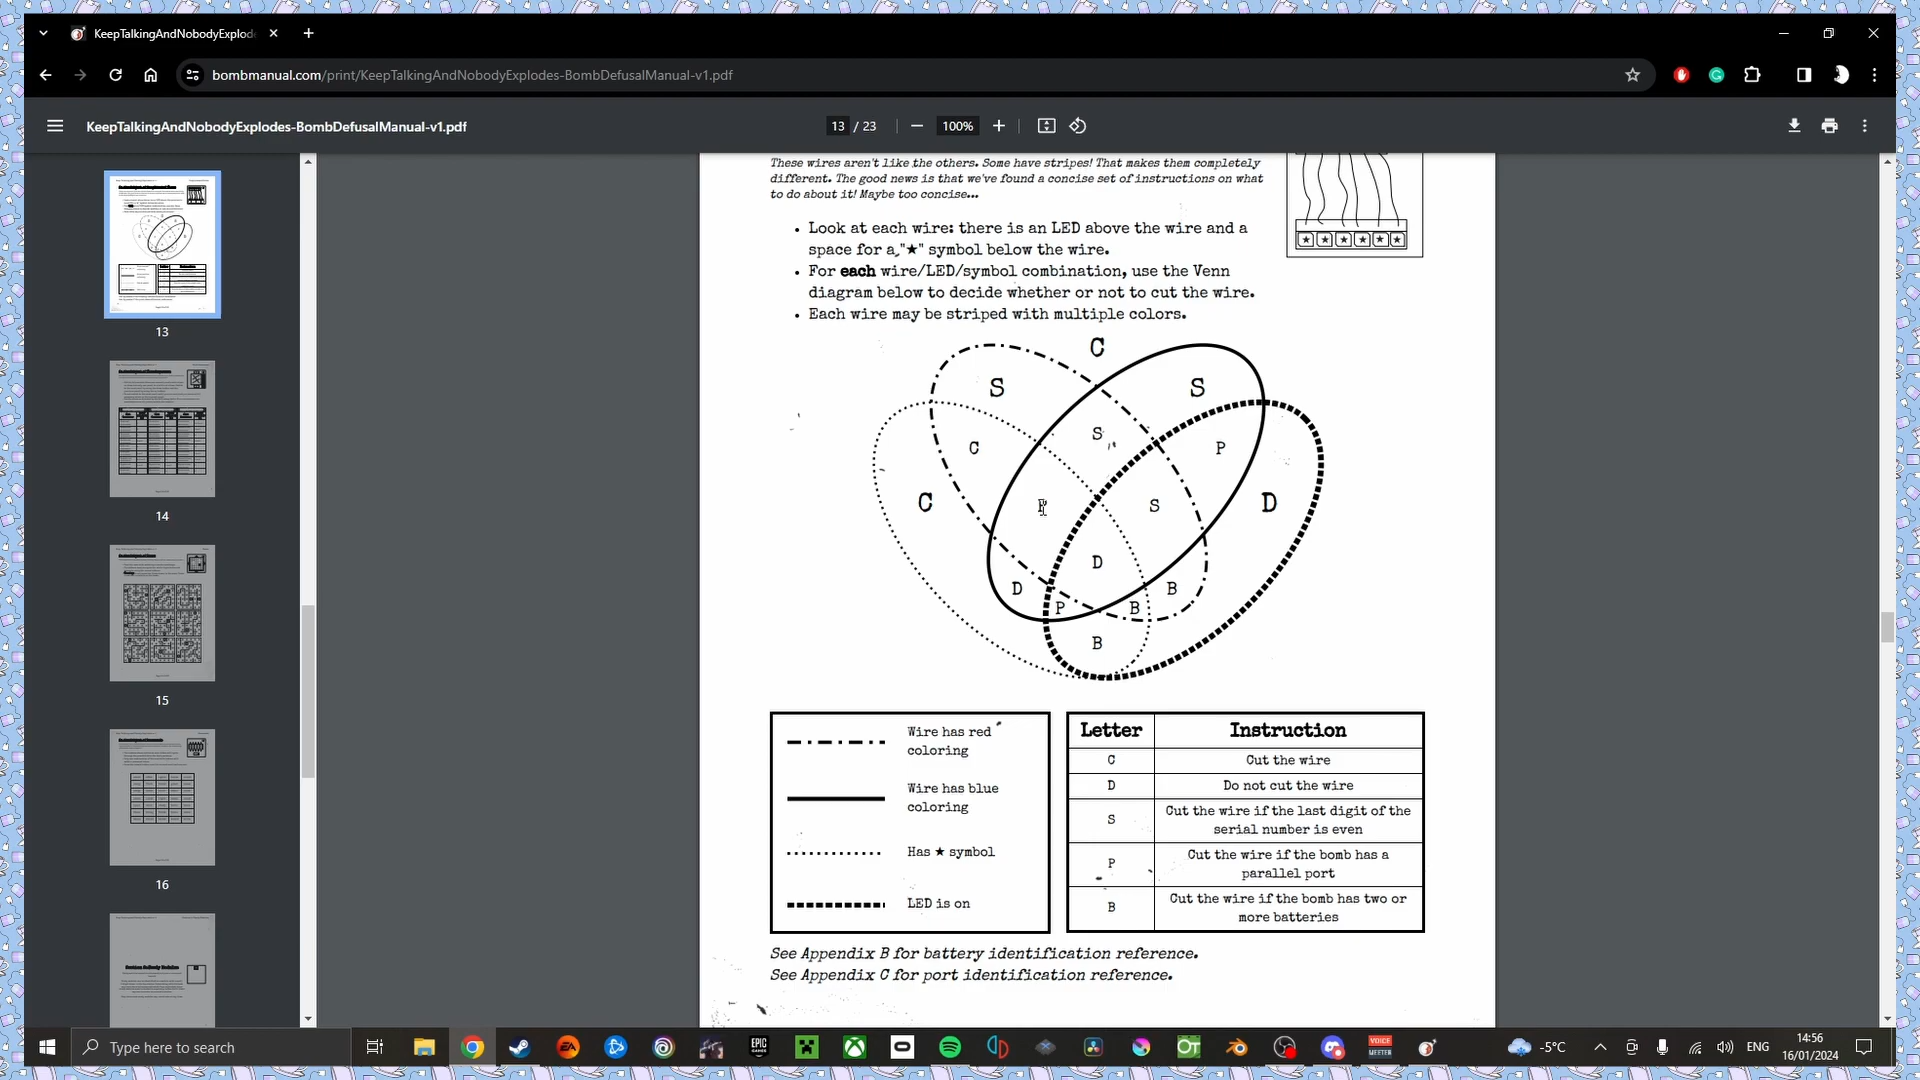 KeepTalkingAndNobodyExplode
bombmanual.com/print/KeepTalkingAndNobodyExplodes-BombDefusalManual-v1.pdf
KeepTalkingAndNobodyExplodes-BombDefusalManual-v1.pdf
13 / 23
100%
13
14
15
16
These wires aren't like the others. Some have stripes! That makes them completely
different. The good news is that we've found a concise set of instructions on what
to do about it! Maybe too concise...
• Look at each wire: there is an LED above the wire and a
space for a "★" symbol below the wire.
• For each wire/LED/symbol combination, use the Venn
diagram below to decide whether or not to cut the wire.
• Each wire may be striped with multiple colors.
C
S S
S
C P
C S D
D
D B
P B
B
Wire has red
coloring
Wire has blue
coloring
Has ★ symbol
LED is on
Letter Instruction
C Cut the wire
D Do not cut the wire
S Cut the wire if the last digit of the
serial number is even
P Cut the wire if the bomb has a
parallel port
B Cut the wire if the bomb has two or
more batteries
See Appendix B for battery identification reference.
See Appendix C for port identification reference.
Type here to search
EPIC
GAMES
VOICE
MEETER
-5°C
ENG
14:56
16/01/2024